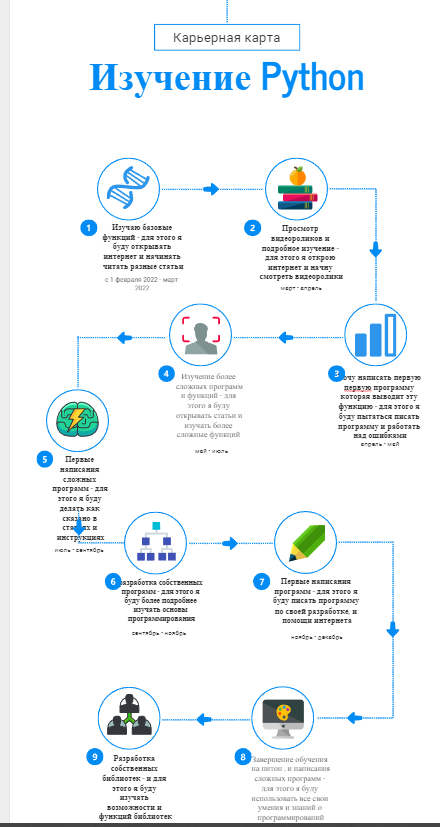 Карьерная карта
Изучение Python
1
Изучаю базовые
функций - для этого я
буду открывать
интернет и начинать
читать разные статьи
с 1 февраля 2022 - март
2022
2
Просмотр
видеороликов и
подробное изучение -
для этого я открою
интернет и начну
смотреть видеоролики
март - апрель
3
очу написать первую
первую программу
которая выводит эту
функцию - для этого я
буду пытаться писать
программу и работать
над ошибками
апрель - май
4
Изучение более
сложных программ
и функций - для
этого я буду
открывать статьи и
изучать более
сложные функций
май - июль
5
Первые
написания
сложных
программ - для
этого я буду
делать как
сказано в
статьях и
инструкциях
июль - сентябрь
6
азработка собственных
программ - для этого я
буду более подробнее
изучать основы
программирования
сентябрь - ноябрь
7
Первые написания
программ - для этого я
буду писать программу
по своей разработке, и
помощи интернета
ноябрь - декабрь
8
Завершение обучения
на питон , и написания
сложных программ -
для этого я буду
использовать все свои
умения и знаний о
программирований
9
Разработка
собственных
библиотек - и для
этого я буду
изучать
возможности и
функций библиотек